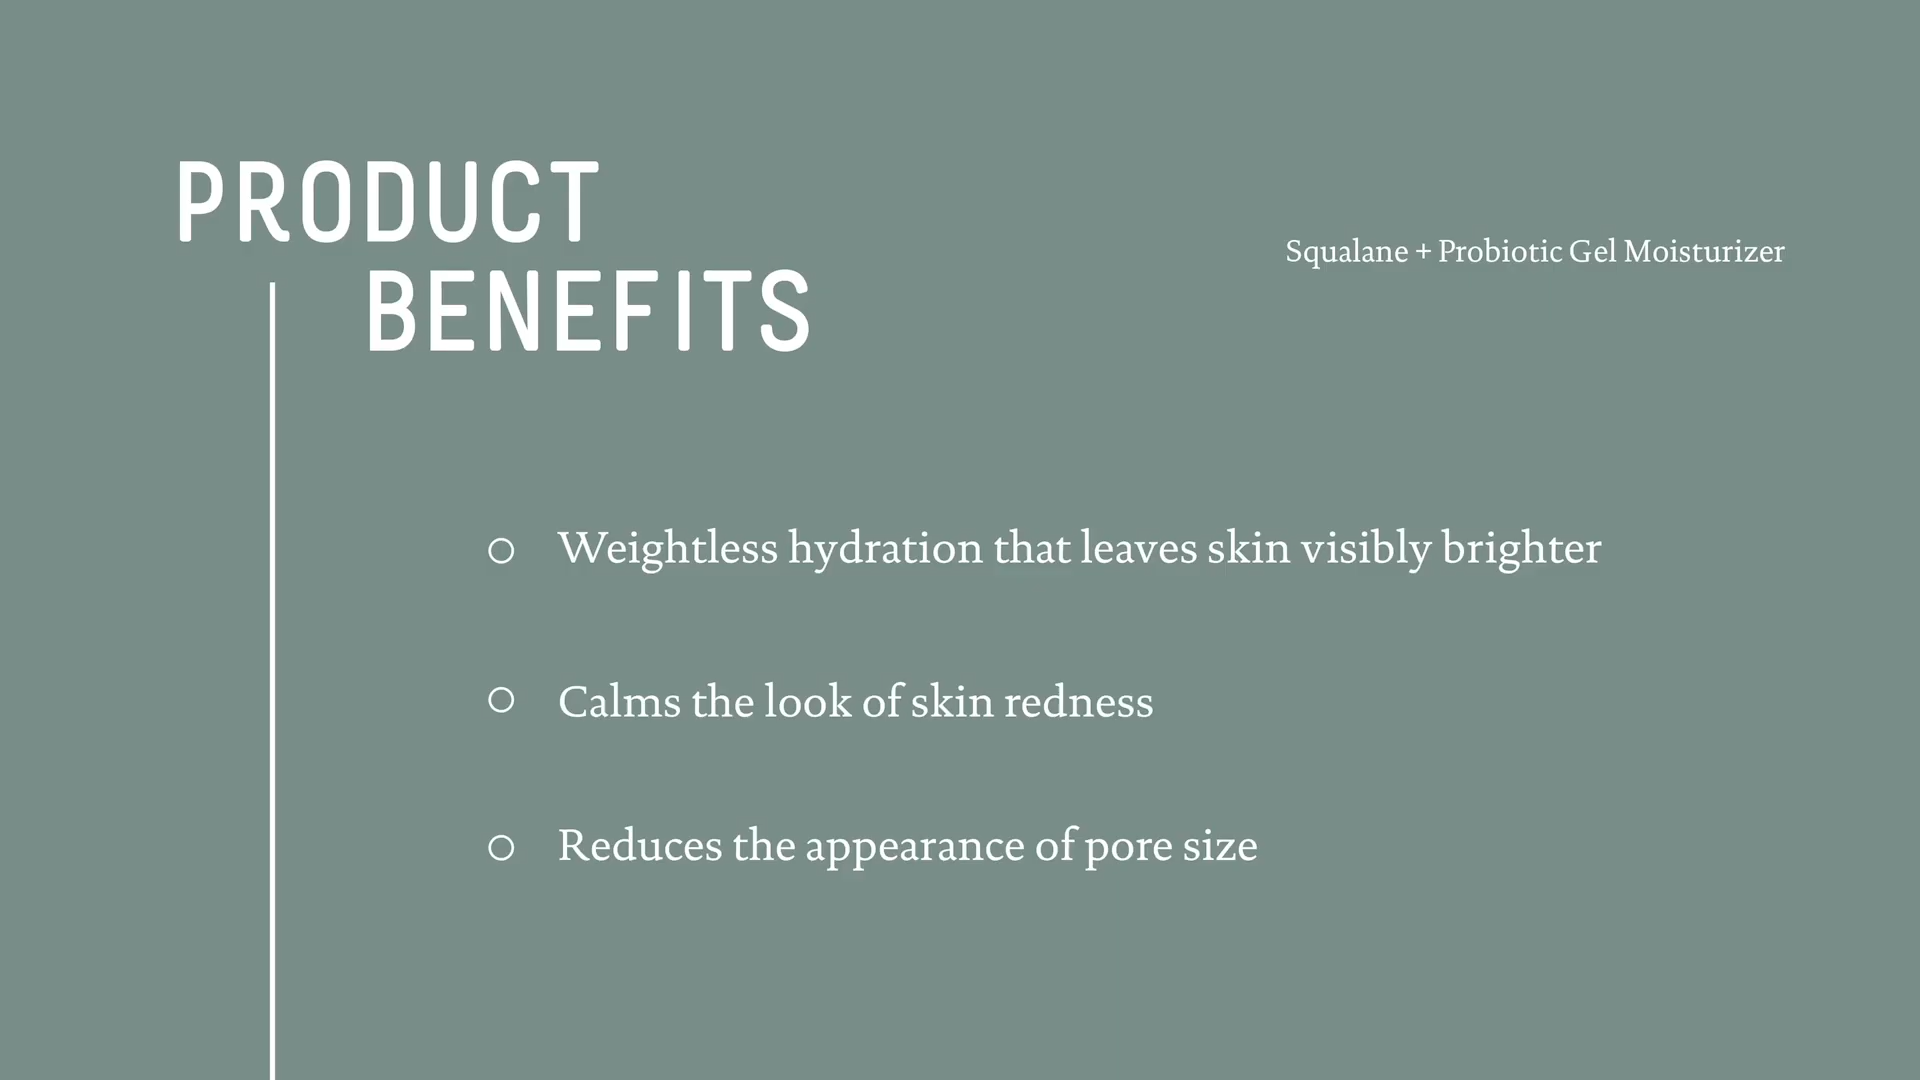 PRODUCT
BENEFITS
Squalane + Probiotic Gel Moisturizer
Weightless hydration that leaves skin visibly brighter
Calms the look of skin redness
Reduces the appearance of pore size